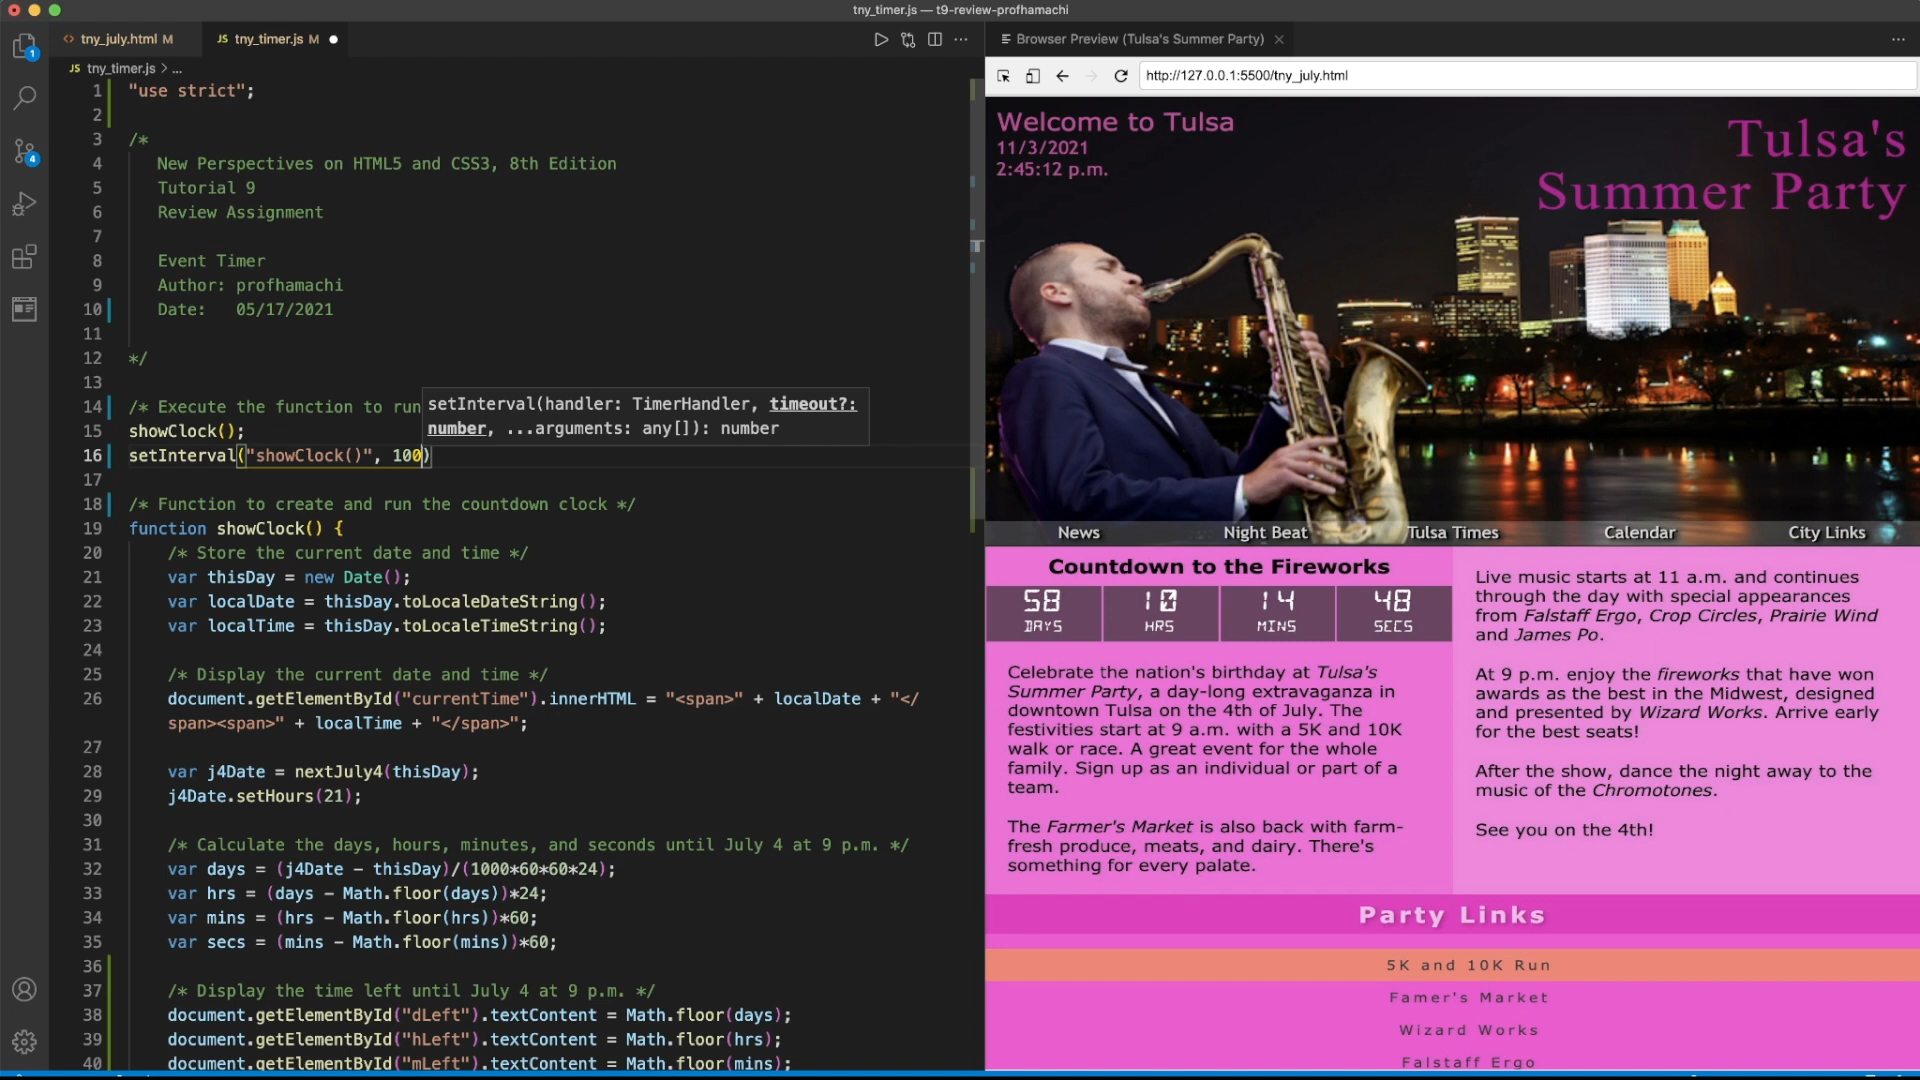 tny_timer.js — t9-review-profhamachi
tny_july.html M
JS tny_timer.js M
JS tny_timer.js > ...
1 "use strict";
2
3 /*
4 New Perspectives on HTML5 and CSS3, 8th Edition
5 Tutorial 9
6 Review Assignment
7
8 Event Timer
9 Author: profhamachi
10 Date: 05/17/2021
11
12 */
13
14 /* Execute the function to run
15 showClock();
16 setInterval("showClock()", 100)
setInterval(handler: TimerHandler, timeout?:
number, ...arguments: any[]): number
17
18 /* Function to create and run the countdown clock */
19 function showClock() {
20 /* Store the current date and time */
21 var thisDay = new Date();
22 var localDate = thisDay.toLocaleDateString();
23 var localTime = thisDay.toLocaleTimeString();
24
25 /* Display the current date and time */
26 document.getElementById("currentTime").innerHTML = "<span>" + localDate + "</
span><span>" + localTime + "</span>";
27
28 var j4Date = nextJuly4(thisDay);
29 j4Date.setHours(21);
30
31 /* Calculate the days, hours, minutes, and seconds until July 4 at 9 p.m. */
32 var days = (j4Date - thisDay)/(1000*60*60*24);
33 var hrs = (days - Math.floor(days))*24;
34 var mins = (hrs - Math.floor(hrs))*60;
35 var secs = (mins - Math.floor(mins))*60;
36
37 /* Display the time left until July 4 at 9 p.m. */
38 document.getElementById("dLeft").textContent = Math.floor(days);
39 document.getElementById("hLeft").textContent = Math.floor(hrs);
40 document.getElementById("mLeft").textContent = Math.floor(mins);
1
4
Browser Preview (Tulsa's Summer Party)
http://127.0.0.1:5500/tny_july.html
Welcome to Tulsa
11/3/2021
2:45:12 p.m.
Tulsa's
Summer Party
News Night Beat Tulsa Times Calendar City Links
Countdown to the Fireworks
58 10 14 48
DAYS HRS MINS SECS
Celebrate the nation's birthday at Tulsa's
Summer Party, a day-long extravaganza in
downtown Tulsa on the 4th of July. The
festivities start at 9 a.m. with a 5K and 10K
walk or race. A great event for the whole
family. Sign up as an individual or part of a
team.
The Farmer's Market is also back with farm-
fresh produce, meats, and dairy. There's
something for every palate.
Live music starts at 11 a.m. and continues
through the day with special appearances
from Falstaff Ergo, Crop Circles, Prairie Wind
and James Po.
At 9 p.m. enjoy the fireworks that have won
awards as the best in the Midwest, designed
and presented by Wizard Works. Arrive early
for the best seats!
After the show, dance the night away to the
music of the Chromotones.
See you on the 4th!
Party Links
5K and 10K Run
Famer's Market
Wizard Works
Falstaff Ergo